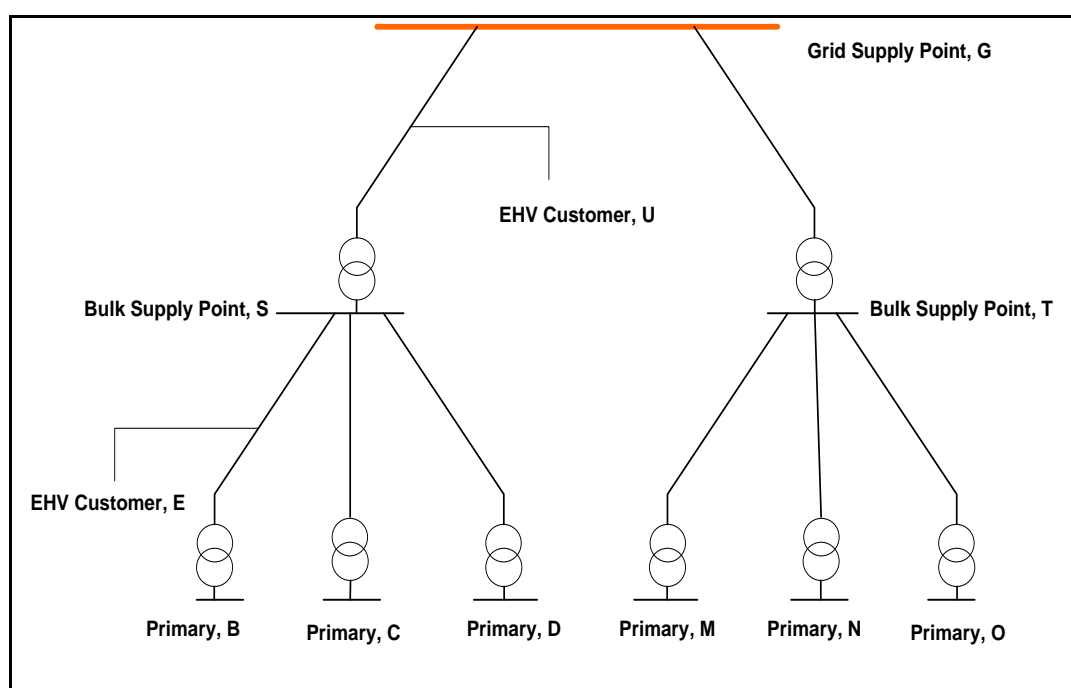 Grid Supply Point, G
EHV Customer, U
Bulk Supply Point, S
Bulk Supply Point, T
EHV Customer, E
Primary, B
Primary, C
Primary, D
Primary, M
Primary, N
Primary, O